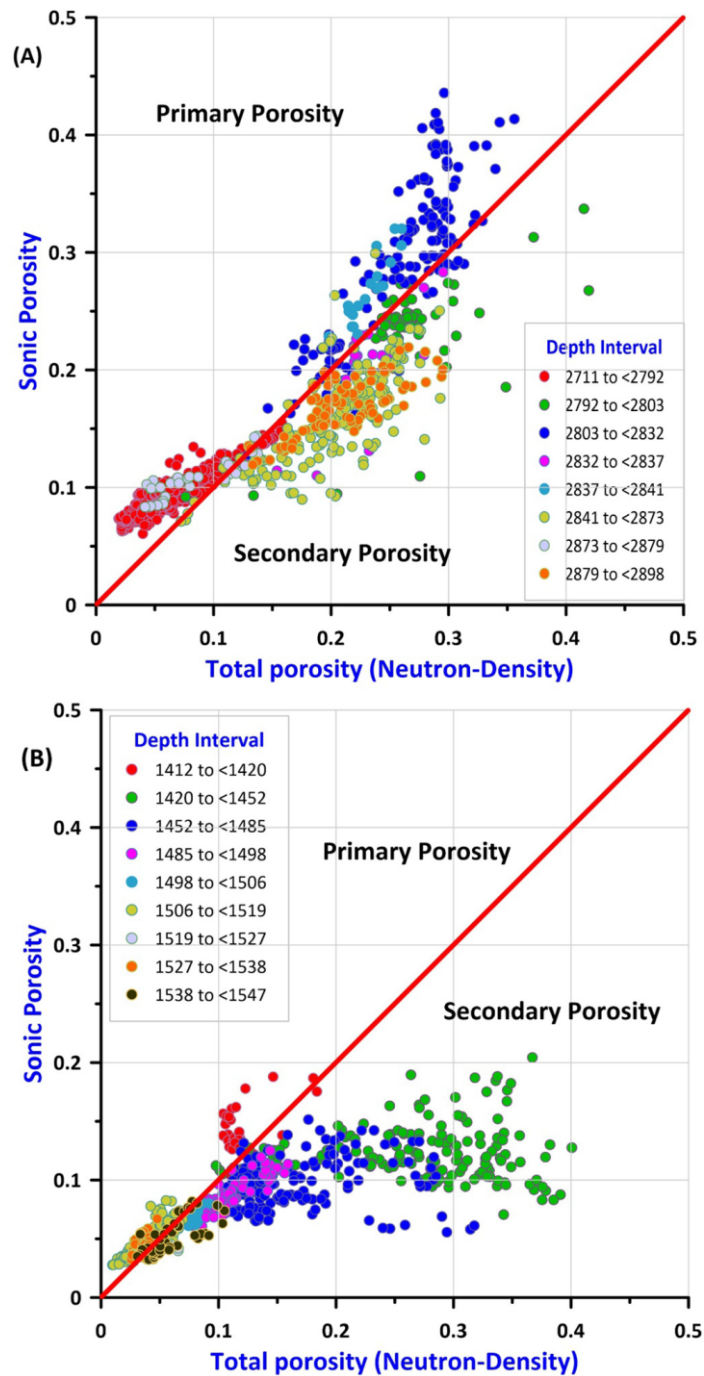 (A)
0.5
0.4
0.3
0.2
0.1
0
Sonic Porosity
Primary Porosity
Secondary Porosity
Depth Interval
2711 to <2792
2792 to <2803
2803 to <2832
2832 to <2837
2837 to <2841
2841 to <2873
2873 to <2879
2879 to <2898
0 0.1 0.2 0.3 0.4 0.5
Total porosity (Neutron-Density)
(B)
0.5
0.4
0.3
0.2
0.1
0
Sonic Porosity
Depth Interval
1412 to <1420
1420 to <1452
1452 to <1485
1485 to <1498
1498 to <1506
1506 to <1519
1519 to <1527
1527 to <1538
1538 to <1547
Primary Porosity
Secondary Porosity
0 0.1 0.2 0.3 0.4 0.5
Total porosity (Neutron-Density)